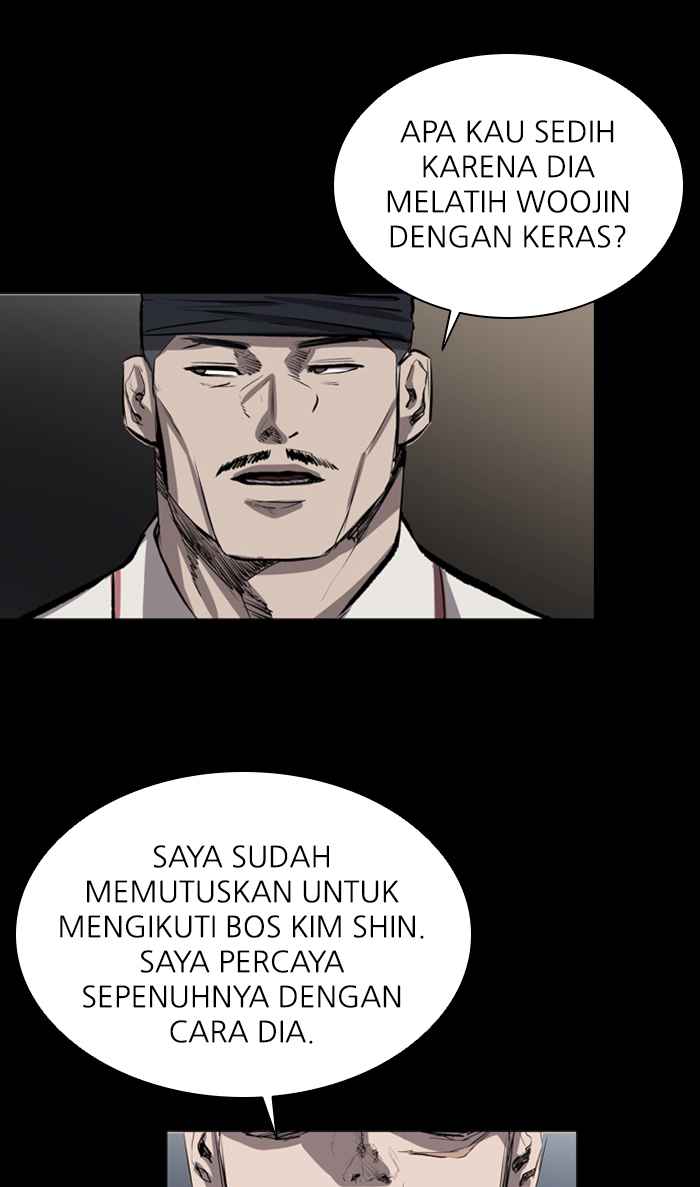 APA KAU SEDIH
KARENA DIA
MELATIH WOOJIN
DENGAN KERAS?
SAYA SUDAH
MEMUTUSKAN UNTUK
MENGIKUTI BOS KIM SHIN.
SAYA PERCAYA
SEPENUHNYA DENGAN
CARA DIA.